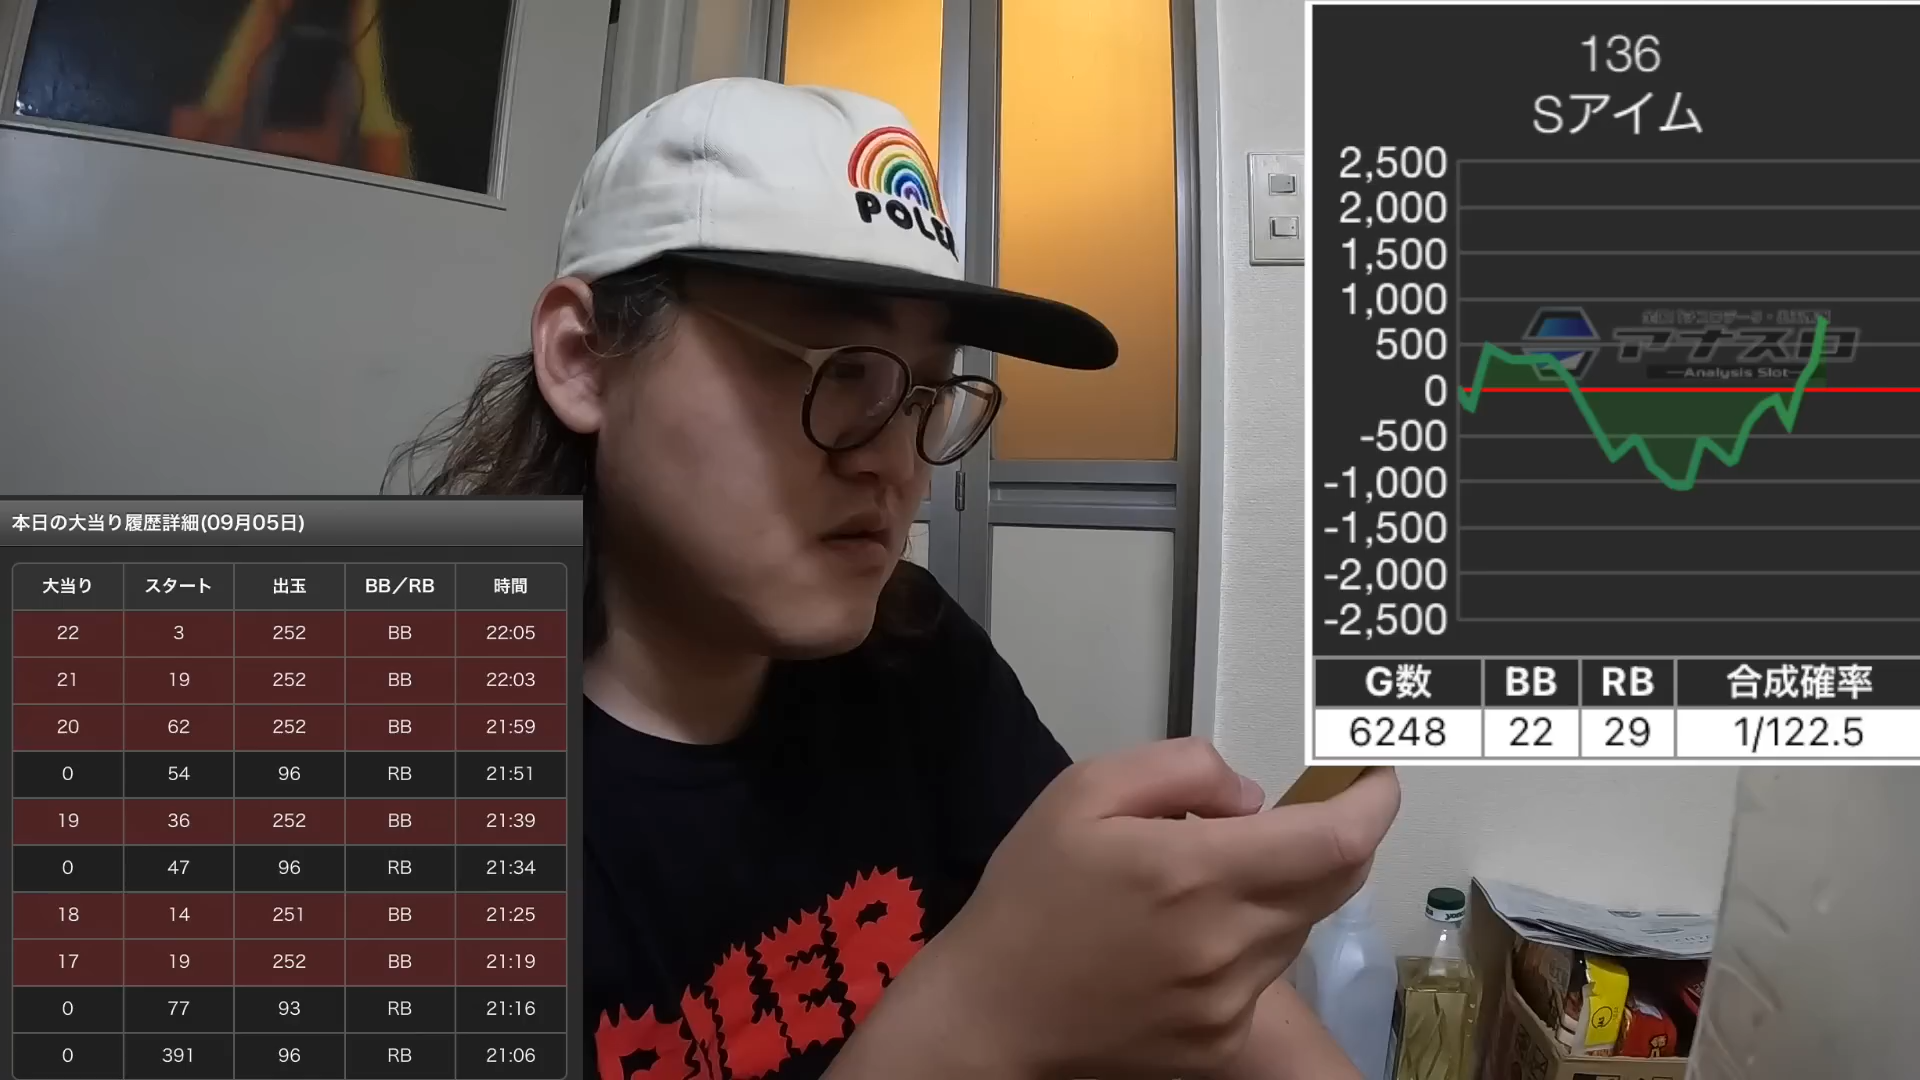 POLER
136
Sアイム
2,500
2,000
1,500
1,000
500
0
-500
-1,000
-1,500
-2,000
-2,500
アナスロ
Analysis Slot
G数 BB RB 合成確率
6248 22 29 1/122.5
本日の大当り履歴詳細(09月05日)
大当り スタート 出玉 BB/RB 時間
22 3 252 BB 22:05
21 19 252 BB 22:03
20 62 252 BB 21:59
0 54 96 RB 21:51
19 36 252 BB 21:39
0 47 96 RB 21:34
18 14 251 BB 21:25
17 19 252 BB 21:19
0 77 93 RB 21:16
0 391 96 RB 21:06